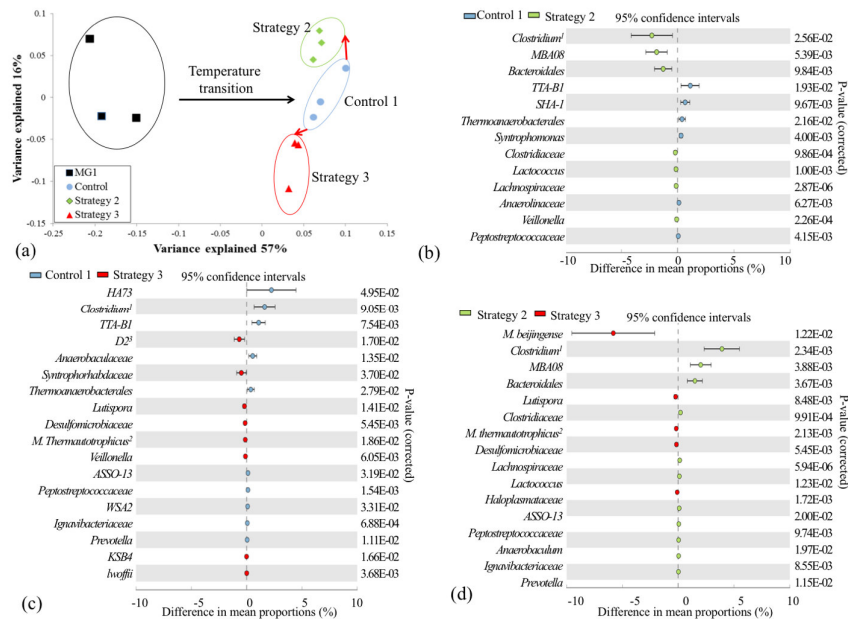 0.15
0.1
0.05
0
-0.05
-0.1
-0.15
Variance explained 16%
Strategy 2
Temperature
transition
Control 1
Strategy 3
MG1
Control
Strategy 2
Strategy 3
-0.25 -0.2 -0.15 -0.1 -0.05 0 0.05 0.1 0.15
Variance explained 57%
(a)
Control 1 Strategy 2
95% confidence intervals
Clostridium¹ 2.56E-02
MBA08 5.39E-03
Bacteroidales 9.84E-03
TTA-B1 1.93E-02
SHA-1 9.67E-03
Thermoanaerobacterales 2.16E-02
Syntrophomonas 4.00E-03
Clostridiaceae 9.86E-04
Lactococcus 1.00E-03
Lachnospiraceae 2.87E-06
Anaerolinaceae 6.27E-03
Veillonella 2.26E-04
Peptostreptococcaceae 4.15E-03
P-value (corrected)
-10 -5 0 5 10
Difference in mean proportions (%)
(b)
Control 1 Strategy 3
95% confidence intervals
HA73 4.95E-02
Clostridium¹ 9.05E 03
TTA-B1 7.54E-03
D2³ 1.70E-02
Anaerobaculaceae 1.35E-02
Syntrophorhabdaceae 3.70E-02
Thermoanaerobacterales 2.79E-02
Lutispora 1.41E-02
Desulfomicrobiaceae 5.45E-03
M. Thermautotrophicus² 1.86E-02
Veillonella 6.05E-03
ASSO-13 3.19E-02
Peptostreptococcaceae 1.54E-03
WSA2 3.31E-02
Ignavibacteriaceae 6.88E-04
Prevotella 1.11E-02
KSB4 1.66E-02
lwoffii 3.68E-03
P-value (corrected)
-10 -5 0 5 10
Difference in mean proportions (%)
(c)
Strategy 2 Strategy 3
95% confidence intervals
M. beijingense 1.22E-02
Clostridium¹ 2.34E-03
MBA08 3.88E-03
Bacteroidales 3.67E-03
Lutispora 8.48E-03
Clostridiaceae 9.91E-04
M. thermautotrophicus² 2.13E-03
Desulfomicrobiaceae 5.45E-03
Lachnospiraceae 5.94E-06
Lactococcus 1.23E-02
Haloplasmataceae 1.72E-03
ASSO-13 2.00E-02
Peptostreptococcaceae 9.74E-03
Anaerobaculum 1.97E-02
Ignavibacteriaceae 8.55E-03
Prevotella 1.15E-02
P-value (corrected)
-10 -5 0 5 10
Difference in mean proportions (%)
(d)